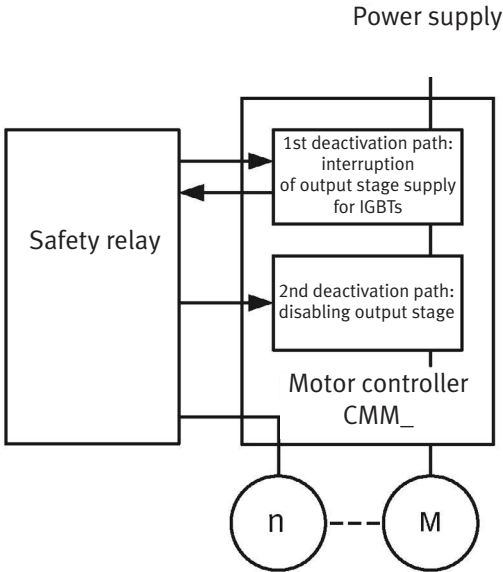 Power supply
1st deactivation path:
interruption
of output stage supply
for IGBTs
Safety relay
2nd deactivation path:
disabling output stage
Motor controller
CMM_
n
M